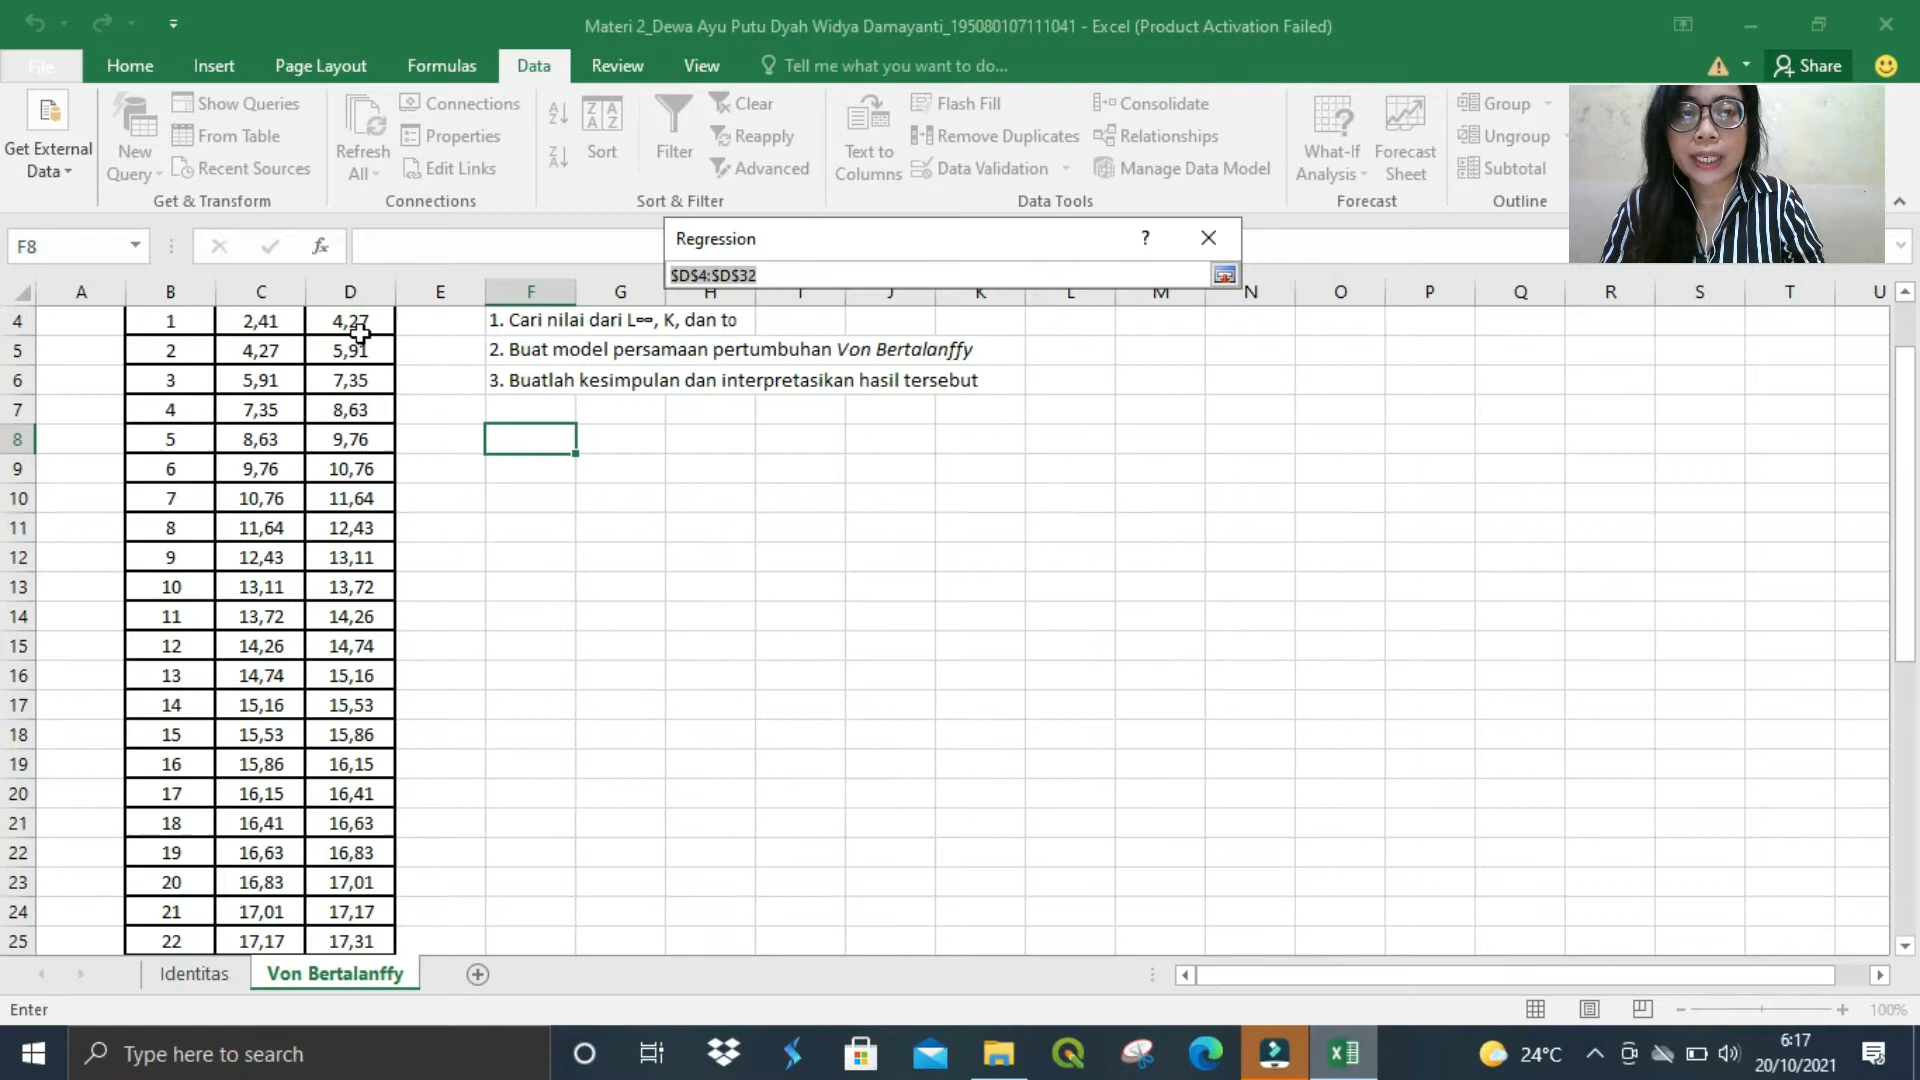 Materi 2_Dewa Ayu Putu Dyah Widya Damayanti_195080107111041 - Excel (Product Activation Failed)
File Home Insert Page Layout Formulas Data Review View Tell me what you want to do... Share
Get External Data
New Query
Show Queries
From Table
Recent Sources
Get & Transform
Refresh All
Connections
Properties
Edit Links
Connections
Sort
Filter
Clear
Reapply
Advanced
Sort & Filter
Text to Columns
Flash Fill
Remove Duplicates
Data Validation
Consolidate
Relationships
Manage Data Model
Data Tools
What-If Analysis
Forecast Sheet
Forecast
Group
Ungroup
Subtotal
Outline
F8
fx
Regression ?
$D$4:$D$32
A B C D E F G H I J K L M N O P Q R S T U
4 1 2,41 4,27 1. Cari nilai dari L∞, K, dan to
5 2 4,27 5,91 2. Buat model persamaan pertumbuhan Von Bertalanffy
6 3 5,91 7,35 3. Buatlah kesimpulan dan interpretasikan hasil tersebut
7 4 7,35 8,63
8 5 8,63 9,76
9 6 9,76 10,76
10 7 10,76 11,64
11 8 11,64 12,43
12 9 12,43 13,11
13 10 13,11 13,72
14 11 13,72 14,26
15 12 14,26 14,74
16 13 14,74 15,16
17 14 15,16 15,53
18 15 15,53 15,86
19 16 15,86 16,15
20 17 16,15 16,41
21 18 16,41 16,63
22 19 16,63 16,83
23 20 16,83 17,01
24 21 17,01 17,17
25 22 17,17 17,31
Identitas Von Bertalanffy
Enter 100%
Type here to search 24°C 6:17
20/10/2021